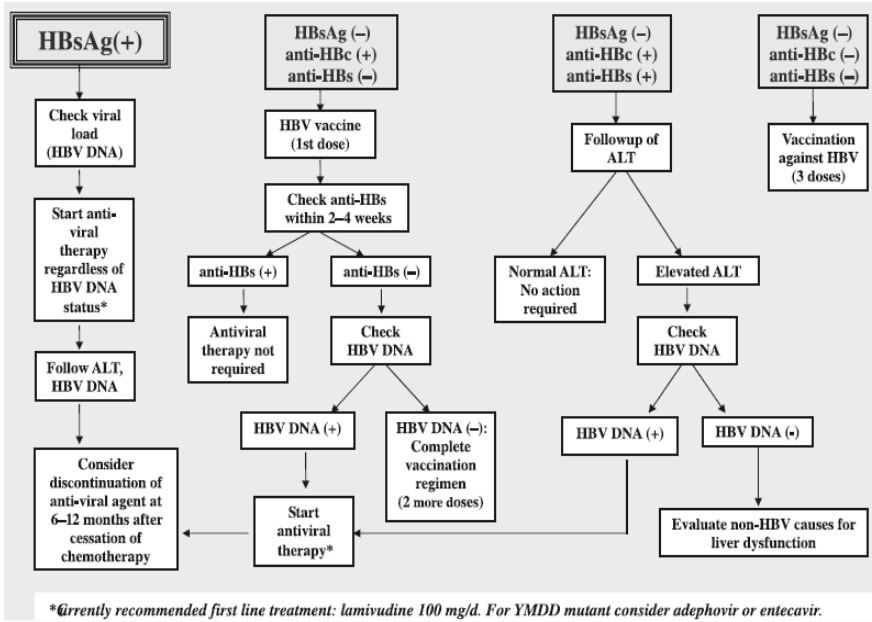 HBsAg(+)
Check viral
load
(HBV DNA)
Start anti-
viral
therapy
regardless of
HBV DNA
status*
Follow ALT,
HBV DNA
Consider
discontinuation of
anti-viral agent at
6–12 months after
cessation of
chemotherapy
HBsAg (–)
anti-HBc (+)
anti-HBs (–)
HBV vaccine
(1st dose)
Check anti-HBs
within 2–4 weeks
anti-HBs (+)
anti-HBs (–)
Antiviral
therapy not
required
Check
HBV DNA
HBV DNA (+)
HBV DNA (–):
Complete
vaccination
regimen
(2 more doses)
Start
antiviral
therapy*
HBsAg (–)
anti-HBc (+)
anti-HBs (+)
Followup of
ALT
Normal ALT:
No action
required
Elevated ALT
Check
HBV DNA
HBV DNA (+)
HBV DNA (-)
Evaluate non-HBV causes for
liver dysfunction
HBsAg (–)
anti-HBc (–)
anti-HBs (–)
Vaccination
against HBV
(3 doses)
*Currently recommended first line treatment: lamivudine 100 mg/d. For YMDD mutant consider adephovir or entecavir.